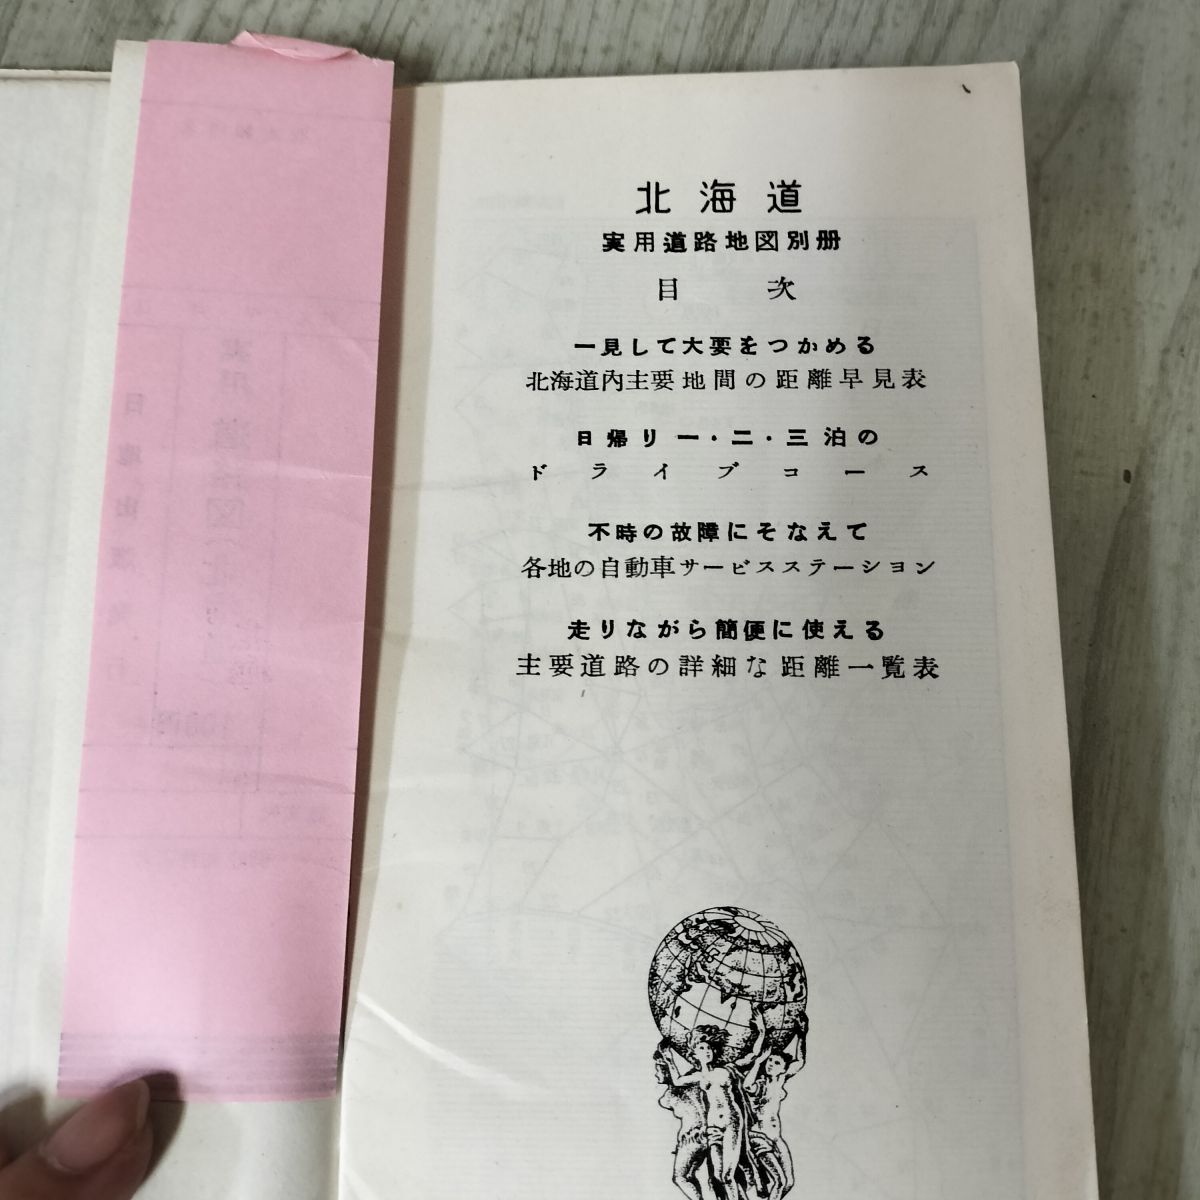 北海道
実用道路地図別册
目次
一見して大要をつかめる
北海道内主要地間の距離早見表
日帰り一・二・三泊の
ドライブコース
不時の故障にそなえて
各地の自動車サービスステーション
走りながら簡便に使える
主要道路の詳細な距離一覧表